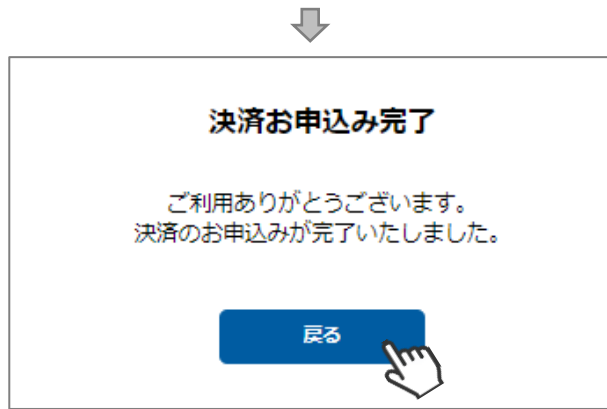 決済お申込み完了
ご利用ありがとうございます。
決済のお申込みが完了いたしました。
戻る